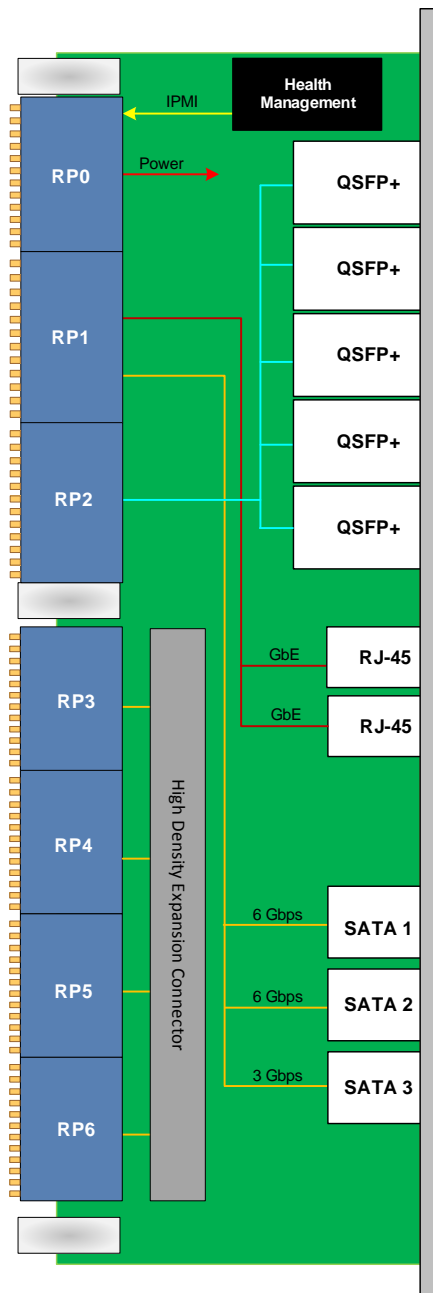 Health
Management
IPMI
RP0
Power
QSFP+
QSFP+
RP1
QSFP+
QSFP+
RP2
QSFP+
RP3
GbE
RJ-45
GbE
RJ-45
High Density Expansion Connector
RP4
6 Gbps
SATA 1
RP5
6 Gbps
SATA 2
3 Gbps
SATA 3
RP6